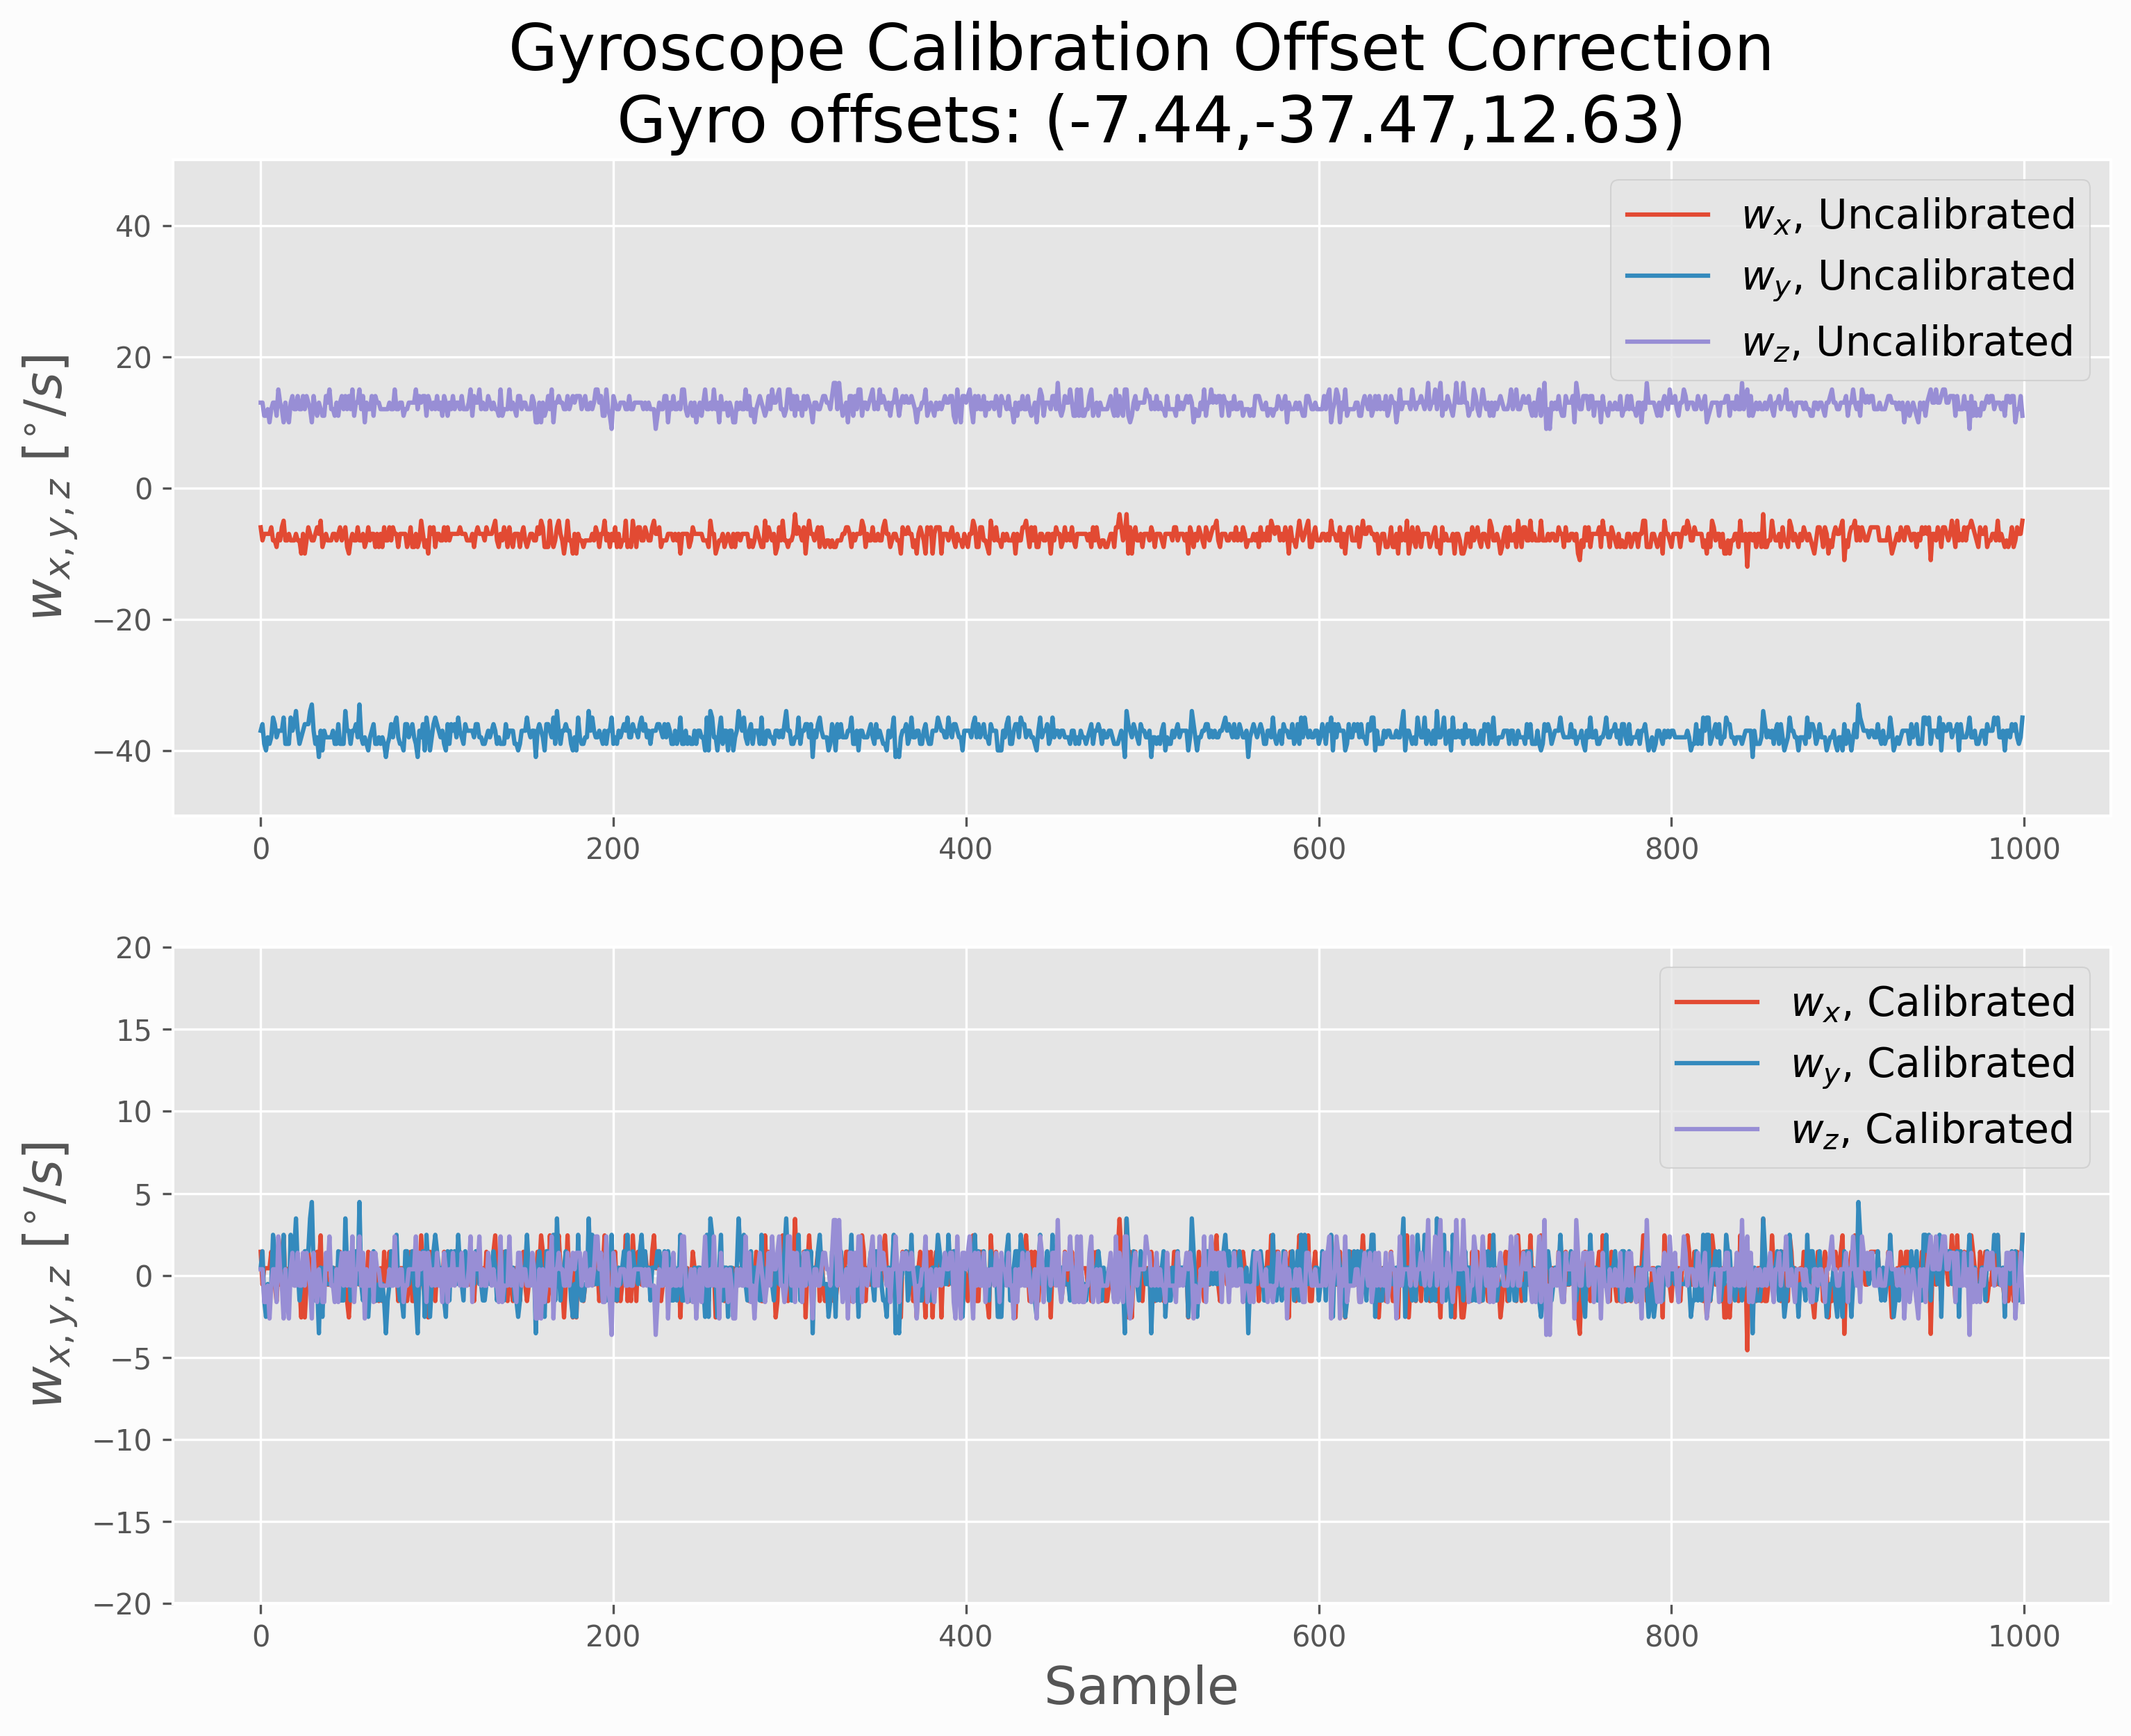 Gyroscope Calibration Offset Correction
Gyro offsets: (-7.44,-37.47,12.63)
w_x, Uncalibrated
w_y, Uncalibrated
w_z, Uncalibrated
40
20
0
−20
−40
w_{x, y, z} [°/s]
0 200 400 600 800 1000
w_x, Calibrated
w_y, Calibrated
w_z, Calibrated
20
15
10
5
0
−5
−10
−15
−20
w_{x, y, z} [°/s]
0 200 400 600 800 1000
Sample